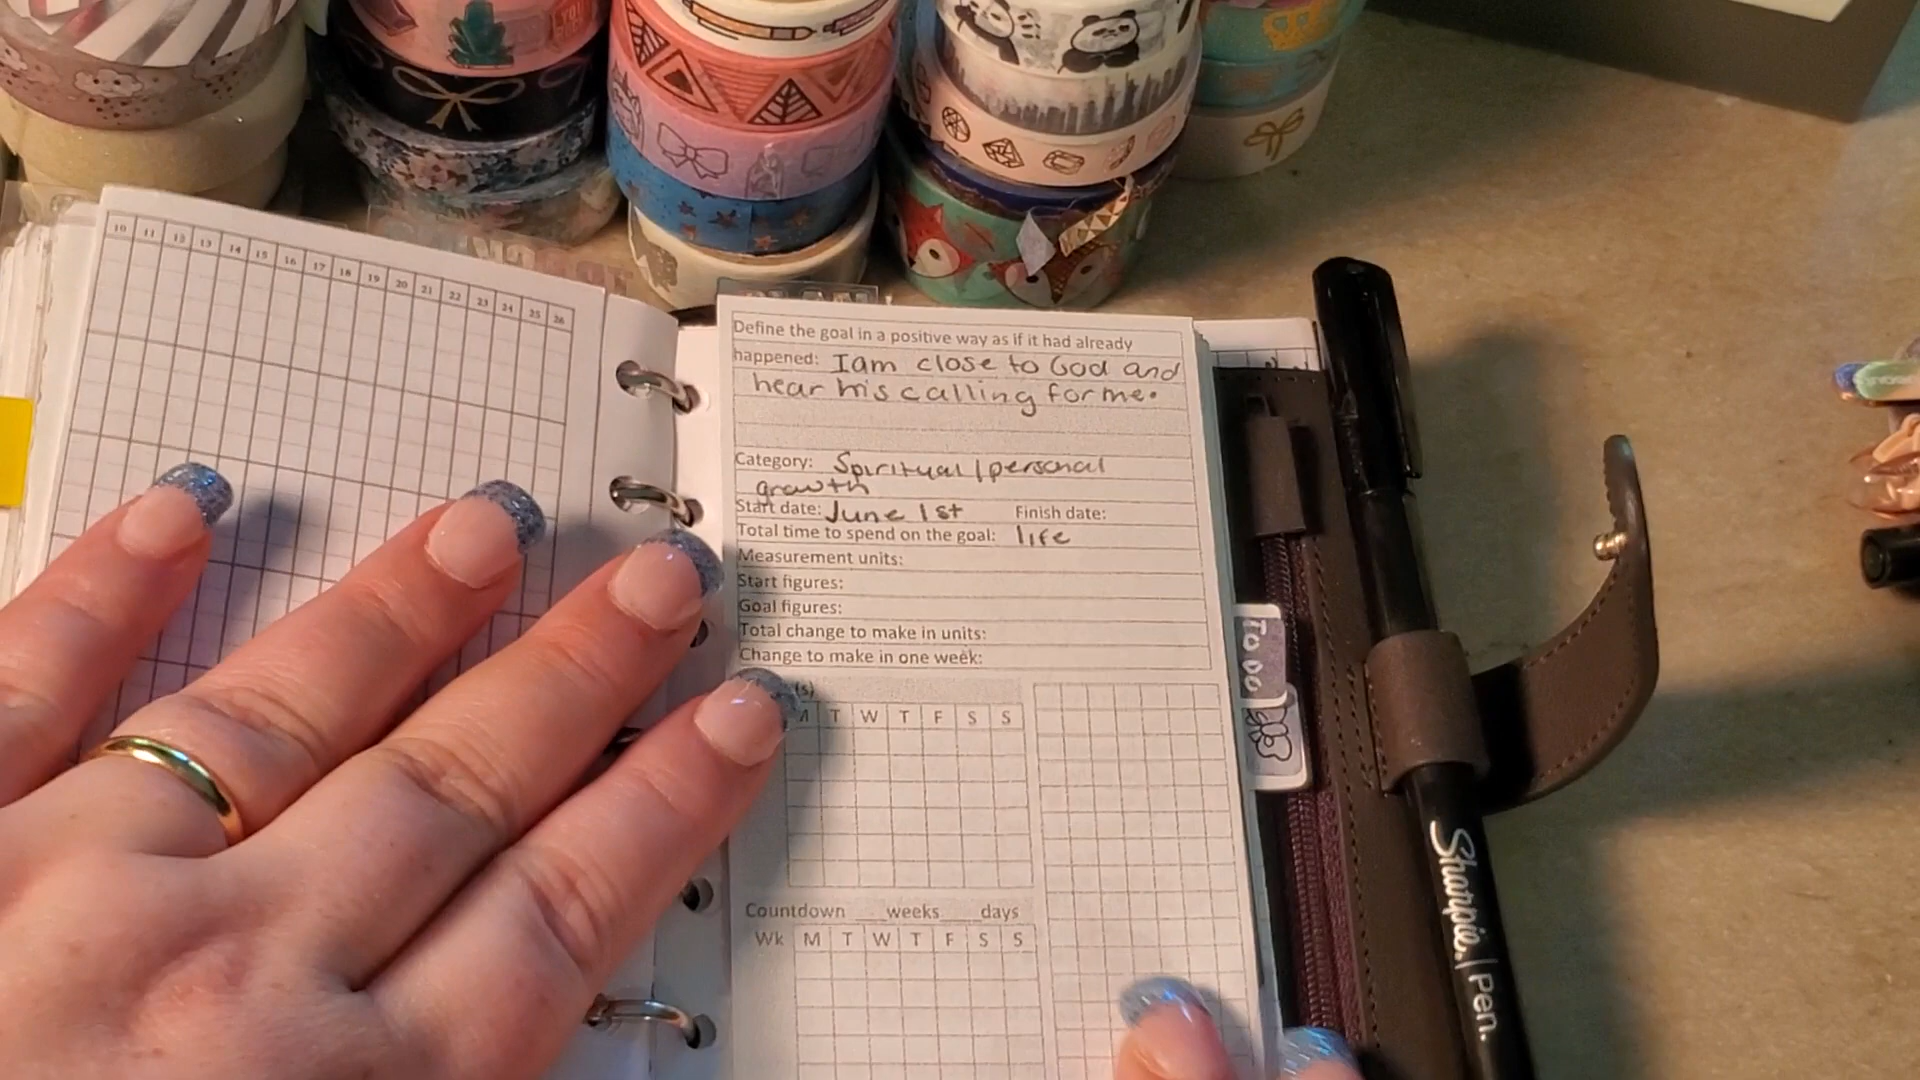 10 11 12 13 14 15 16 17 18 19 20 21 22 23 24 25 26
Define the goal in a positive way as if it had already
happened: I am close to God and
hear his calling for me.
Category: Spiritual/personal
growth
Start date: June 1st Finish date:
Total time to spend on the goal: life
Measurement units:
Start figures:
Goal figures:
Total change to make in units:
Change to make in one week:
(s)
M T W T F S S
Countdown ___weeks____days
Wk M T W T F S S
TO DO
Sharpie. | Pen.